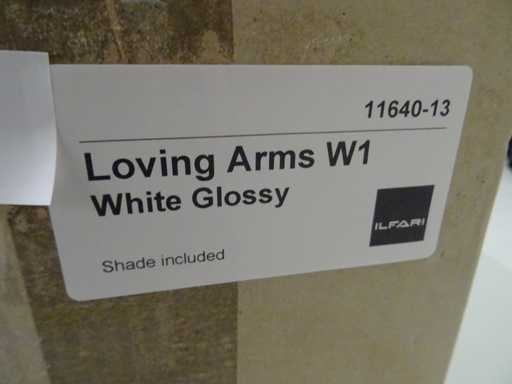 11640-13
Loving Arms W1
White Glossy
ILFARI
Shade included